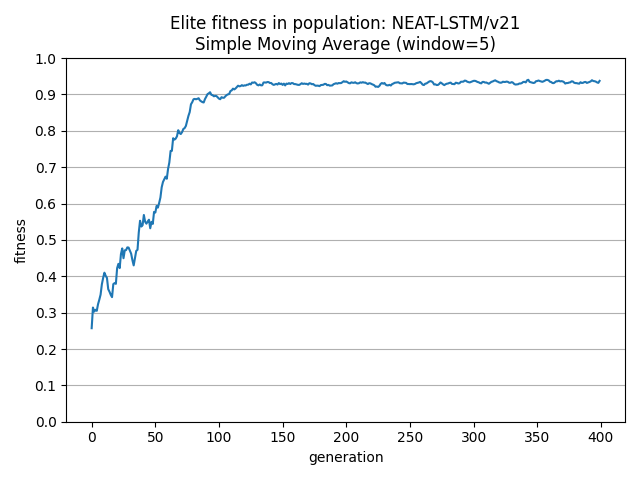 Elite fitness in population: NEAT-LSTM/v21
Simple Moving Average (window=5)
fitness
1.0
0.9
0.8
0.7
0.6
0.5
0.4
0.3
0.2
0.1
0.0
0 50 100 150 200 250 300 350 400
generation